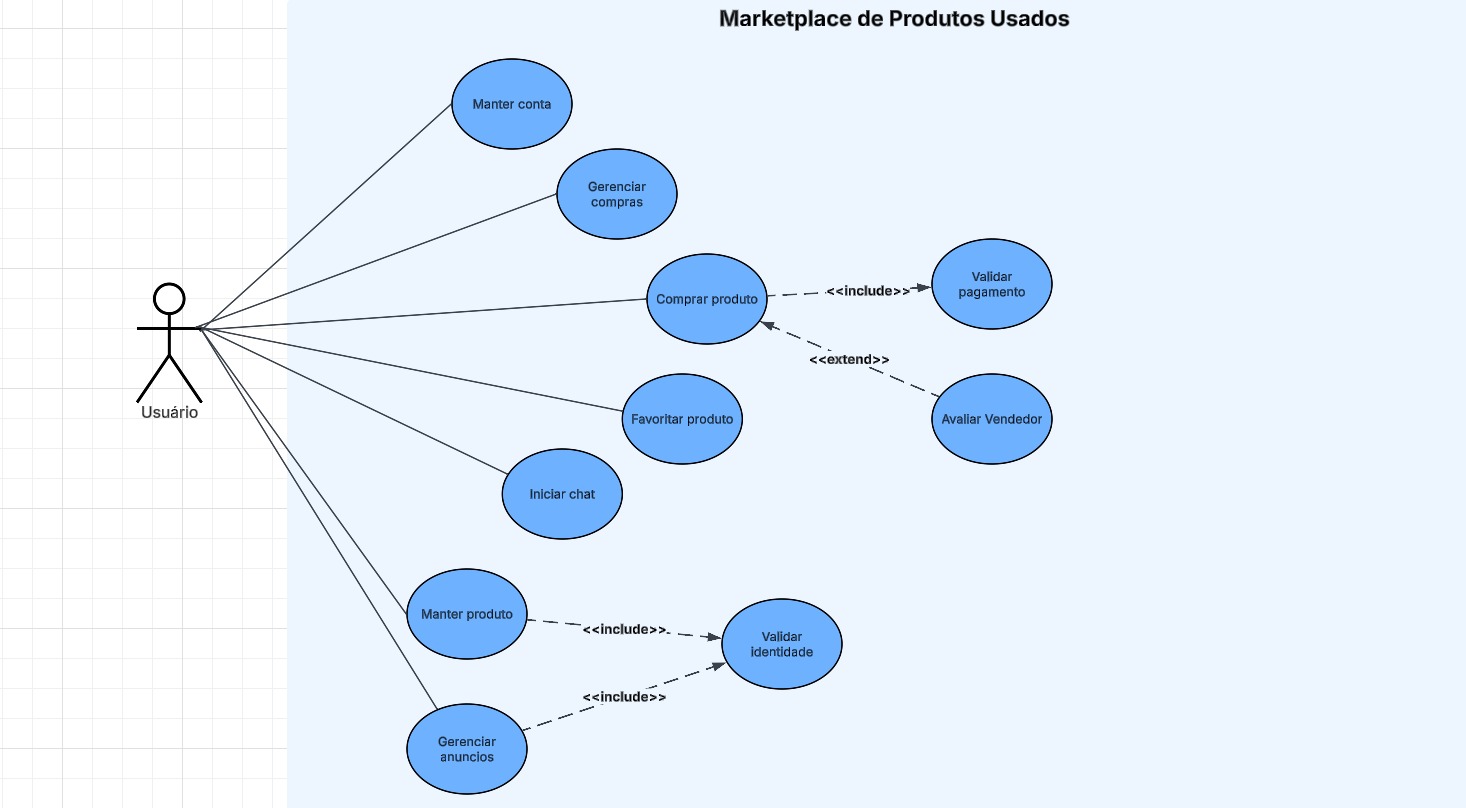 Marketplace de Produtos Usados
Manter conta
Gerenciar
compras
Comprar produto
<<include>>
Validar
pagamento
<<extend>>
Usuário
Favoritar produto
Avaliar Vendedor
Iniciar chat
Manter produto
<<include>>
Validar
identidade
<<include>>
Gerenciar
anuncios